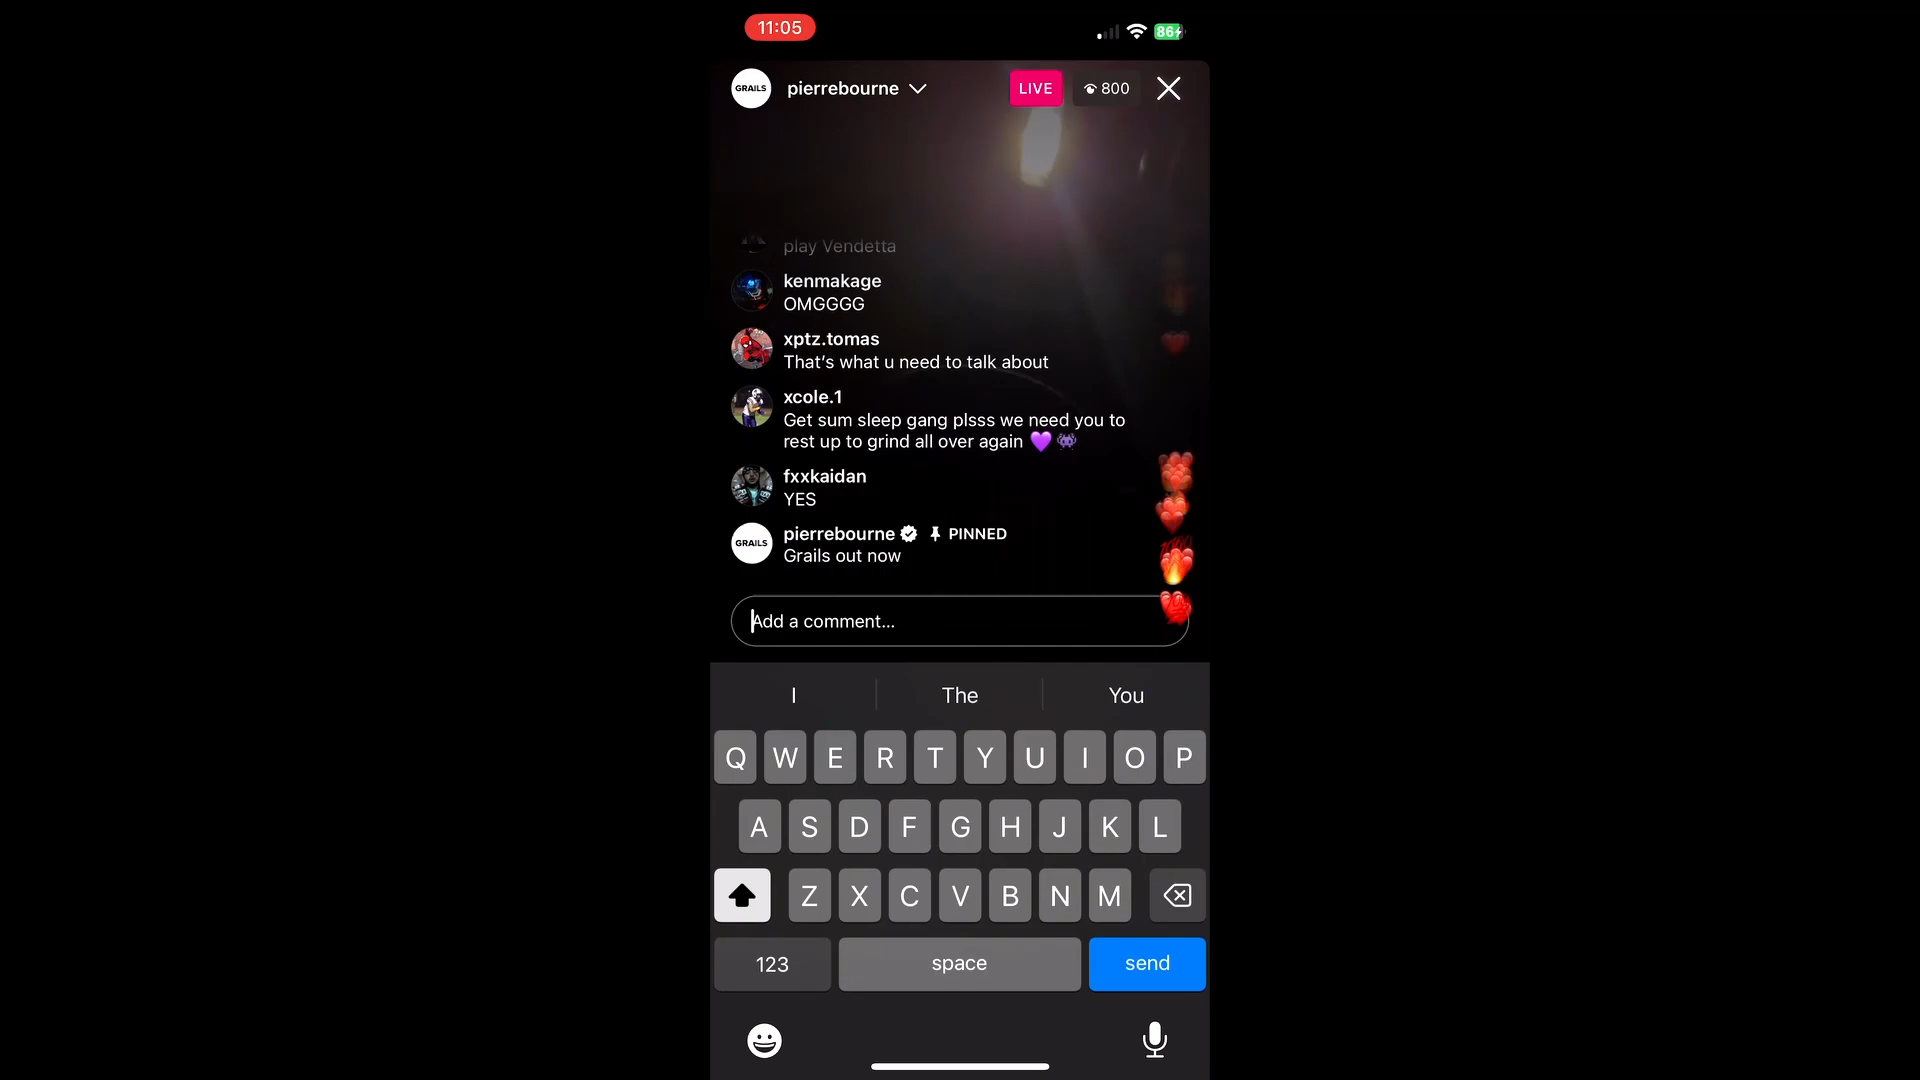 11:05
86
GRAILS
pierrebourne
LIVE
800
play Vendetta
kenmakage
OMGGGG
xptz.tomas
That's what u need to talk about
xcole.1
Get sum sleep gang plsss we need you to
rest up to grind all over again 💜 👾
fxxkaidan
YES
GRAILS
pierrebourne PINNED
Grails out now
Add a comment...
I The You
Q W E R T Y U I O P
A S D F G H J K L
Z X C V B N M
123 space send